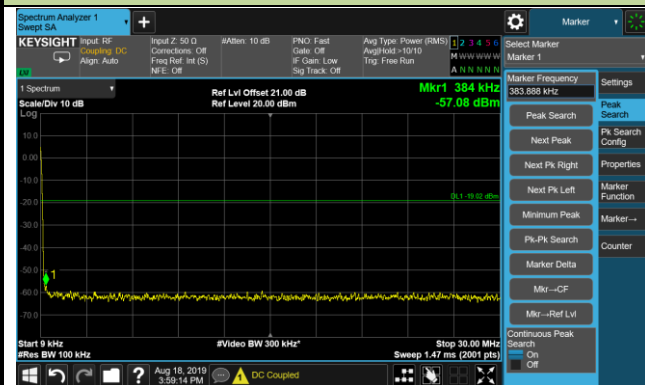 Spectrum Analyzer 1
Swept SA
+
Marker
KEYSIGHT
Input: RF
Coupling: DC
Align: Auto
Input Z: 50 Ω
Corrections: Off
Freq Ref: Int (S)
NFE: Off
#Atten: 10 dB
PNO: Fast
Gate: Off
IF Gain: Low
Sig Track: Off
Avg Type: Power (RMS)
Avg|Hold:>10/10
Trig: Free Run
1 2 3 4 5 6
M W W W W W
A N N N N N
LVI
Select Marker
Marker 1
1 Spectrum
Scale/Div 10 dB
Log
Ref Lvl Offset 21.00 dB
Ref Level 20.00 dBm
Mkr1 384 kHz
-57.08 dBm
10.0
0.00
-10.0
-20.0
-30.0
-40.0
-50.0
-60.0
-70.0
DL1 -19.02 dBm
1
Start 9 kHz
#Res BW 100 kHz
#Video BW 300 kHz*
Stop 30.00 MHz
Sweep 1.47 ms (2001 pts)
Marker Frequency
383.888 kHz
Peak Search
Next Peak
Next Pk Right
Next Pk Left
Minimum Peak
Pk-Pk Search
Marker Delta
Mkr→CF
Mkr→Ref Lvl
Continuous Peak
Search
On
Off
Settings
Peak
Search
Pk Search
Config
Properties
Marker
Function
Marker→
Counter
?
Aug 18, 2019
3:59:14 PM
DC Coupled